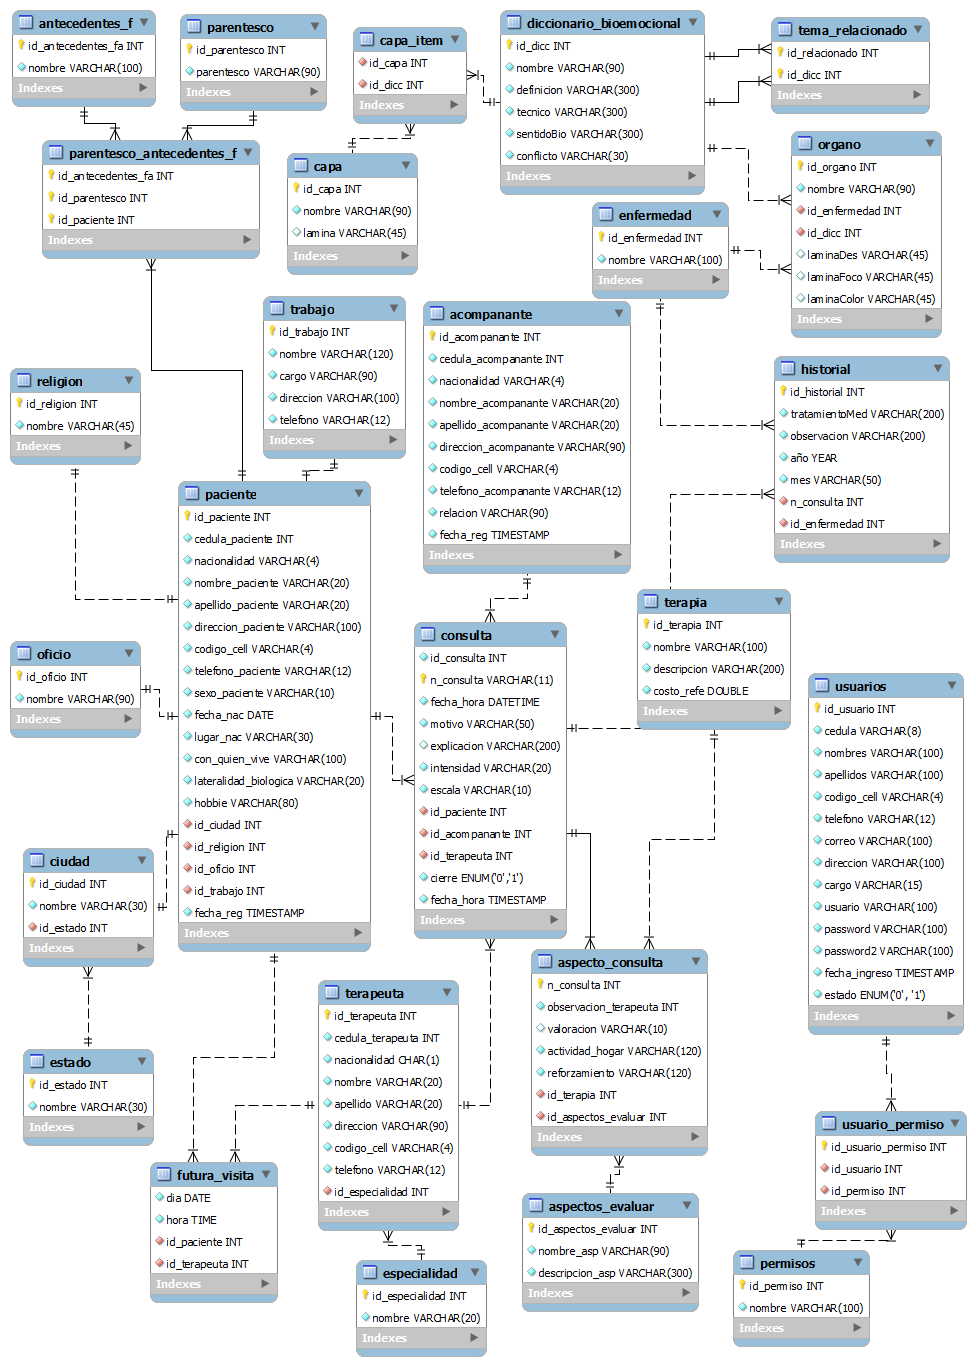 antecedentes_f
id_antecedentes_fa INT
nombre VARCHAR(100)
Indexes
parentesco
id_parentesco INT
parentesco VARCHAR(90)
Indexes
capa_item
id_capa INT
id_dicc INT
Indexes
diccionario_bioemocional
id_dicc INT
nombre VARCHAR(90)
definicion VARCHAR(300)
tecnico VARCHAR(300)
sentidoBio VARCHAR(300)
conflicto VARCHAR(30)
Indexes
tema_relacionado
id_relacionado INT
id_dicc INT
Indexes
parentesco_antecedentes_f
id_antecedentes_fa INT
id_parentesco INT
id_paciente INT
Indexes
capa
id_capa INT
nombre VARCHAR(90)
lamina VARCHAR(45)
Indexes
organo
id_organo INT
nombre VARCHAR(90)
id_enfermedad INT
id_dicc INT
laminaDes VARCHAR(45)
laminaFoco VARCHAR(45)
laminaColor VARCHAR(45)
Indexes
enfermedad
id_enfermedad INT
nombre VARCHAR(100)
Indexes
trabajo
id_trabajo INT
nombre VARCHAR(120)
cargo VARCHAR(90)
direccion VARCHAR(100)
telefono VARCHAR(12)
Indexes
acompanante
id_acompanante INT
cedula_acompanante INT
nacionalidad VARCHAR(4)
nombre_acompanante VARCHAR(20)
apellido_acompanante VARCHAR(20)
direccion_acompanante VARCHAR(90)
codigo_cell VARCHAR(4)
telefono_acompanante VARCHAR(12)
relacion VARCHAR(90)
fecha_reg TIMESTAMP
Indexes
historial
id_historial INT
tratamientoMed VARCHAR(200)
observacion VARCHAR(200)
año YEAR
mes VARCHAR(50)
n_consulta INT
id_enfermedad INT
Indexes
religion
id_religion INT
nombre VARCHAR(45)
Indexes
paciente
id_paciente INT
cedula_paciente INT
nacionalidad VARCHAR(4)
nombre_paciente VARCHAR(20)
apellido_paciente VARCHAR(20)
direccion_paciente VARCHAR(100)
codigo_cell VARCHAR(4)
telefono_paciente VARCHAR(12)
sexo_paciente VARCHAR(10)
fecha_nac DATE
lugar_nac VARCHAR(30)
con_quien_vive VARCHAR(100)
lateralidad_biologica VARCHAR(20)
hobbie VARCHAR(80)
id_ciudad INT
id_religion INT
id_oficio INT
id_trabajo INT
fecha_reg TIMESTAMP
Indexes
oficio
id_oficio INT
nombre VARCHAR(90)
Indexes
consulta
id_consulta INT
n_consulta VARCHAR(11)
fecha_hora DATETIME
motivo VARCHAR(50)
explicacion VARCHAR(200)
intensidad VARCHAR(20)
escala VARCHAR(10)
id_paciente INT
id_acompanante INT
id_terapeuta INT
cierre ENUM('0','1')
fecha_hora TIMESTAMP
Indexes
terapia
id_terapia INT
nombre VARCHAR(100)
descripcion VARCHAR(200)
costo_refe DOUBLE
Indexes
usuarios
id_usuario INT
cedula VARCHAR(8)
nombres VARCHAR(100)
apellidos VARCHAR(100)
codigo_cell VARCHAR(4)
telefono VARCHAR(12)
correo VARCHAR(100)
direccion VARCHAR(100)
cargo VARCHAR(15)
usuario VARCHAR(100)
password VARCHAR(100)
password2 VARCHAR(100)
fecha_ingreso TIMESTAMP
estado ENUM('0', '1')
Indexes
ciudad
id_ciudad INT
nombre VARCHAR(30)
id_estado INT
Indexes
estado
id_estado INT
nombre VARCHAR(30)
Indexes
terapeuta
id_terapeuta INT
cedula_terapeuta INT
nacionalidad CHAR(1)
nombre VARCHAR(20)
apellido VARCHAR(20)
direccion VARCHAR(90)
codigo_cell VARCHAR(4)
telefono VARCHAR(12)
id_especialidad INT
Indexes
aspecto_consulta
n_consulta INT
observacion_terapeuta INT
valoracion VARCHAR(10)
actividad_hogar VARCHAR(120)
reforzamiento VARCHAR(120)
id_terapia INT
id_aspectos_evaluar INT
Indexes
usuario_permiso
id_usuario_permiso INT
id_usuario INT
id_permiso INT
Indexes
futura_visita
dia DATE
hora TIME
id_paciente INT
id_terapeuta INT
Indexes
aspectos_evaluar
id_aspectos_evaluar INT
nombre_asp VARCHAR(90)
descripcion_asp VARCHAR(300)
Indexes
especialidad
id_especialidad INT
nombre VARCHAR(20)
Indexes
permisos
id_permiso INT
nombre VARCHAR(100)
Indexes